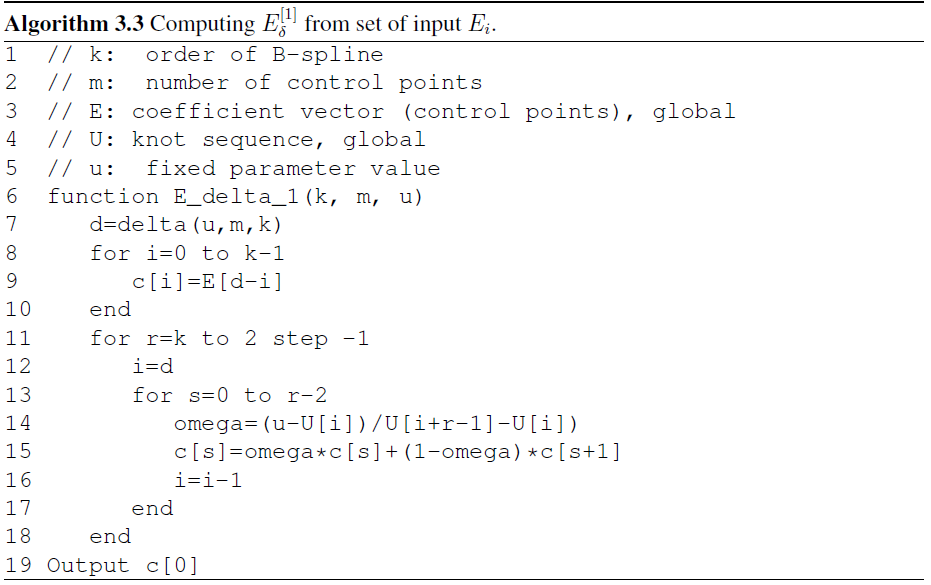 Algorithm 3.3 Computing E_δ^[1] from set of input E_i.
1 // k: order of B-spline
2 // m: number of control points
3 // E: coefficient vector (control points), global
4 // U: knot sequence, global
5 // u: fixed parameter value
6 function E_delta_1(k, m, u)
7 d=delta(u,m,k)
8 for i=0 to k-1
9 c[i]=E[d-i]
10 end
11 for r=k to 2 step -1
12 i=d
13 for s=0 to r-2
14 omega=(u-U[i])/U[i+r-1]-U[i])
15 c[s]=omega*c[s]+(1-omega)*c[s+1]
16 i=i-1
17 end
18 end
19 Output c[0]